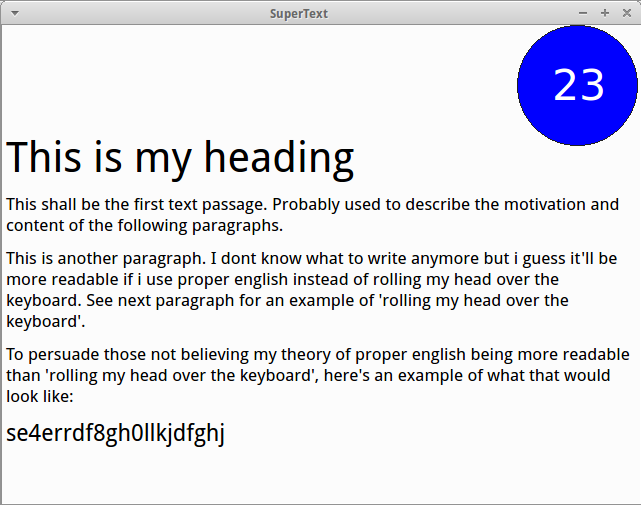 SuperText
23
This is my heading
This shall be the first text passage. Probably used to describe the motivation and
content of the following paragraphs.
This is another paragraph. I dont know what to write anymore but i guess it'll be
more readable if i use proper english instead of rolling my head over the
keyboard. See next paragraph for an example of 'rolling my head over the
keyboard'.
To persuade those not believing my theory of proper english being more readable
than 'rolling my head over the keyboard', here's an example of what that would
look like:
se4errdf8gh0llkjdfghj